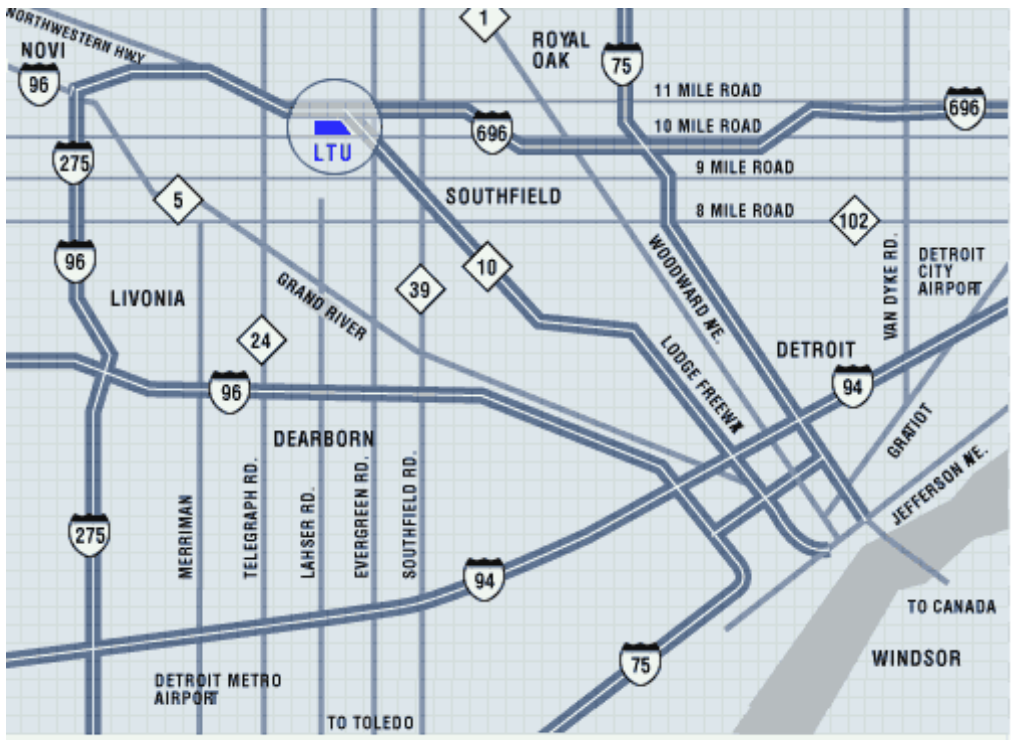 NORTHWESTERN HWY
NOVI
96
1
ROYAL
OAK
75
11 MILE ROAD
696
10 MILE ROAD
696
LTU
275
9 MILE ROAD
5
SOUTHFIELD
8 MILE ROAD
102
96
10
WOODWARD AVE.
VAN DYKE RD.
DETROIT
CITY
AIRPORT
LIVONIA
GRAND RIVER
39
24
LODGE FREEWAY
DETROIT
94
96
DEARBORN
GRATIOT
JEFFERSON AVE.
MERRIMAN
TELEGRAPH RD.
LAHSER RD.
EVERGREEN RD.
SOUTHFIELD RD.
275
94
TO CANADA
WINDSOR
75
DETROIT METRO
AIRPORT
TO TOLEDO